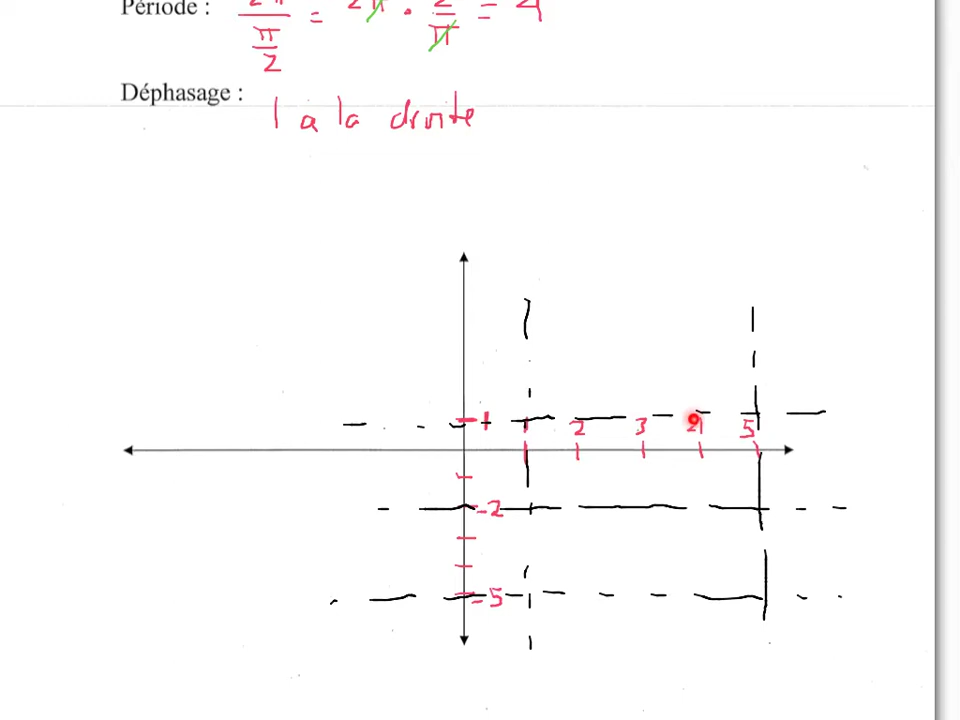 Période : 2π/(π/2) = 2π · 2/π = 4
Déphasage :
1 a la droite
1
1 2 3 4 5
-2
-5